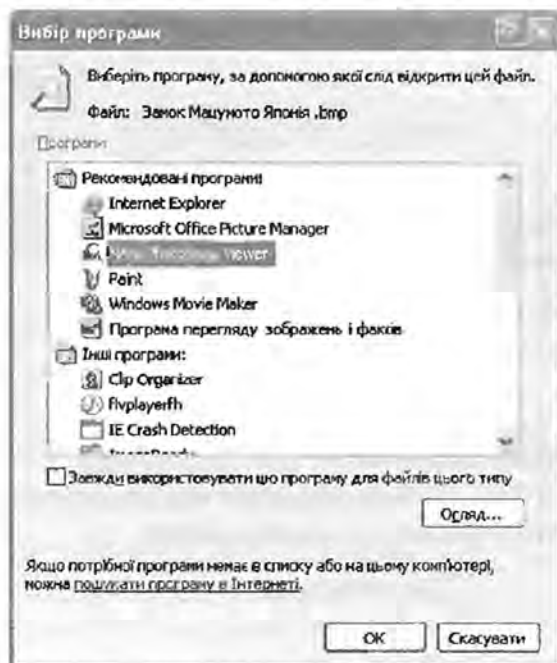 Вибір програми
Виберіть програму, за допомогою якої слід відкрити цей файл.
Файл: Замок Мацумото Японія .bmp
Програми
Рекомендовані програми:
Internet Explorer
Microsoft Office Picture Manager
Viewer
Paint
Windows Movie Maker
Програма перегляду зображень і факсів
Інші програми:
Clip Organizer
flvplayerfh
IE Crash Detection
ImageReady
Завжди використовувати цю програму для файлів цього типу
Огляд...
Якщо потрібної програми немає в списку або на цьому комп'ютері,
можна пошукати програму в Інтернеті.
ОК
Скасувати